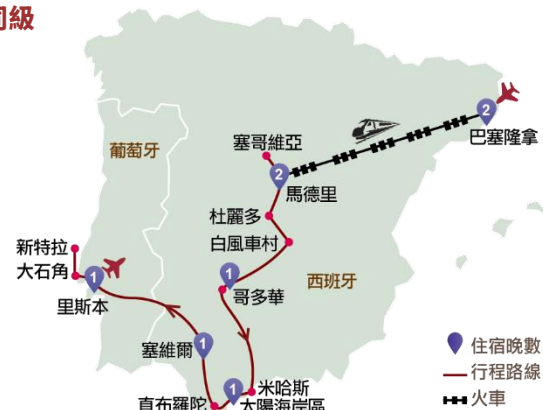 同級
葡萄牙
塞哥維亞
2
巴塞隆拿
2
馬德里
杜麗多
白風車村
新特拉
大石角
1
里斯本
1
哥多華
西班牙
塞維爾
1
1
米哈斯
直布羅陀
太陽海岸區
住宿晚數
行程路線
火車